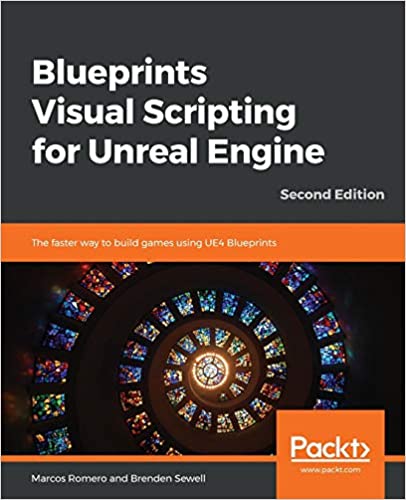 Blueprints
Visual Scripting
for Unreal Engine
Second Edition
The faster way to build games using UE4 Blueprints
Packt>
www.packt.com
Marcos Romero and Brenden Sewell